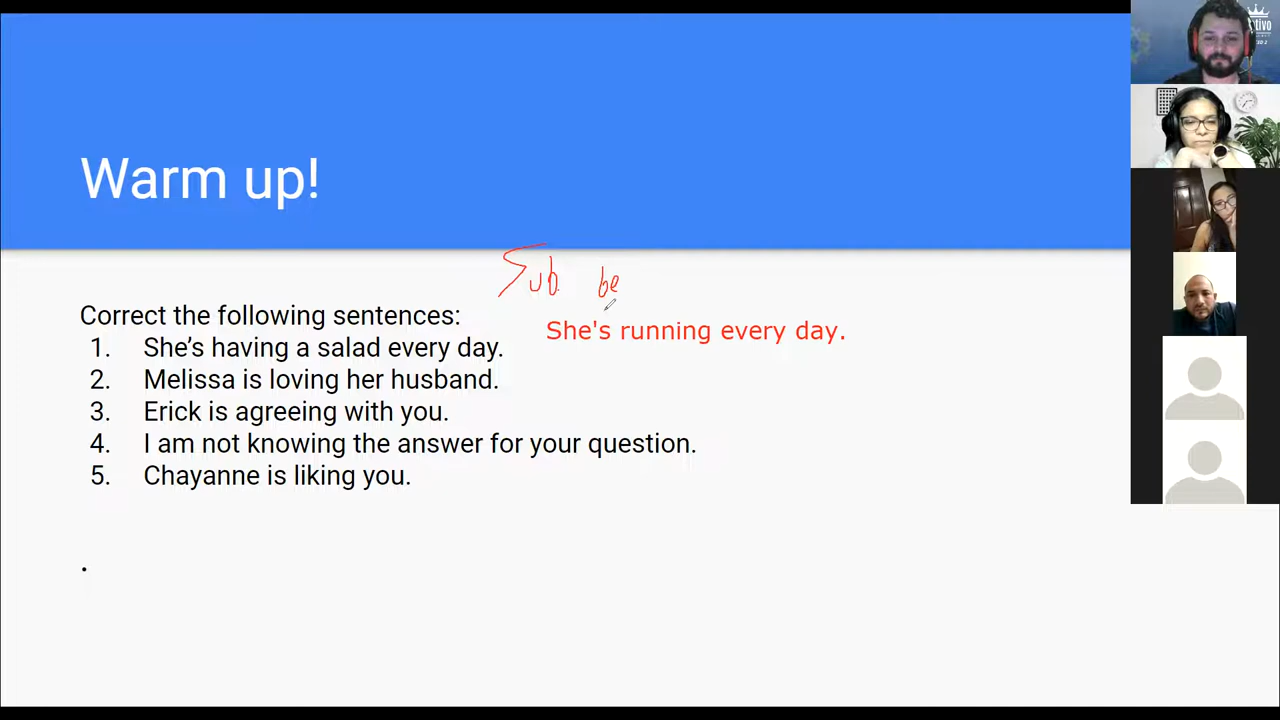 Warm up!
Sub. be
Correct the following sentences:
She's running every day.
1. She’s having a salad every day.
2. Melissa is loving her husband.
3. Erick is agreeing with you.
4. I am not knowing the answer for your question.
5. Chayanne is liking you.
.